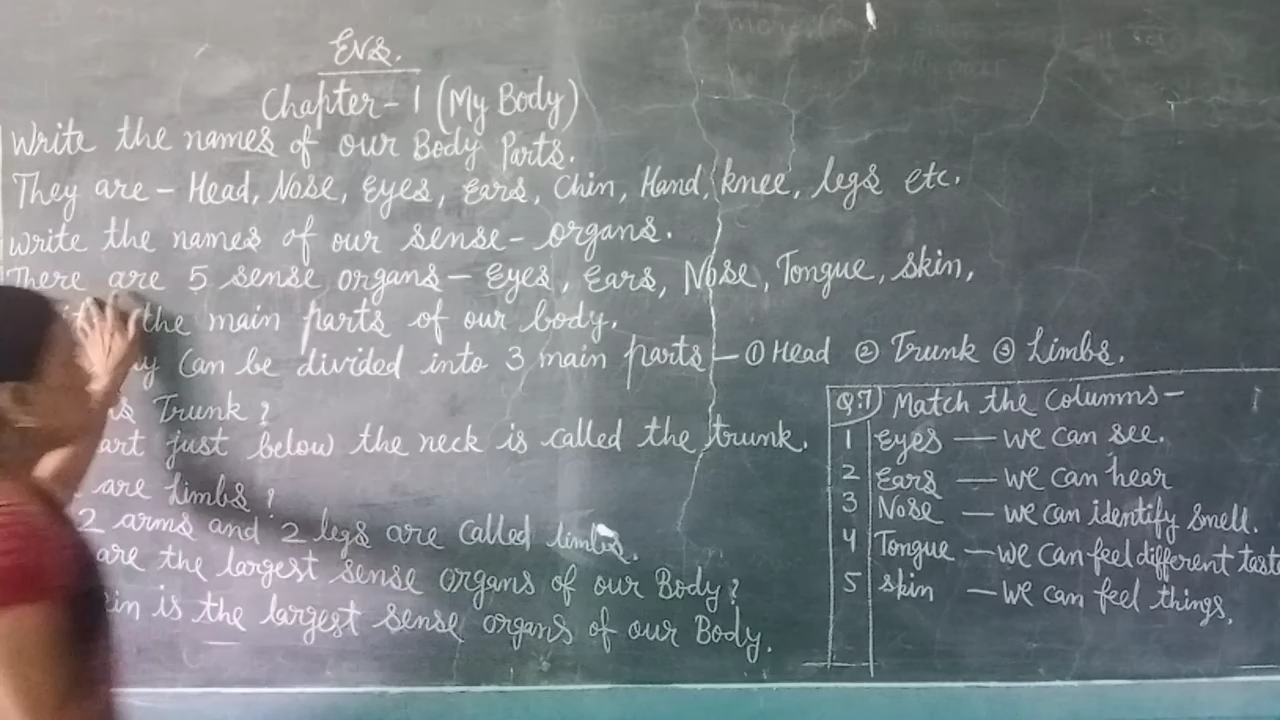 Evs.
Chapter - 1 (My Body)
Write the names of our Body Parts.
They are - Head, Nose, Eyes, Ears, Chin, Hand, knee, legs etc.
Write the names of our sense - organs.
There are 5 sense organs - Eyes, Ears, Nose, Tongue, skin,
the main parts of our body.
Can be divided into 3 main parts - ① Head ② Trunk ③ Limbs.
Trunk ?
just below the neck is called the trunk.
are Limbs ?
2 arms and 2 legs are called limbs.
are the largest sense organs of our Body ?
is the largest sense organs of our Body.
Q.7) Match the Columns -
1 Eyes - we can see.
2 Ears - we can hear
3 Nose - we can identify smell.
4 Tongue - we can feel different taste
5 skin - we can feel things.